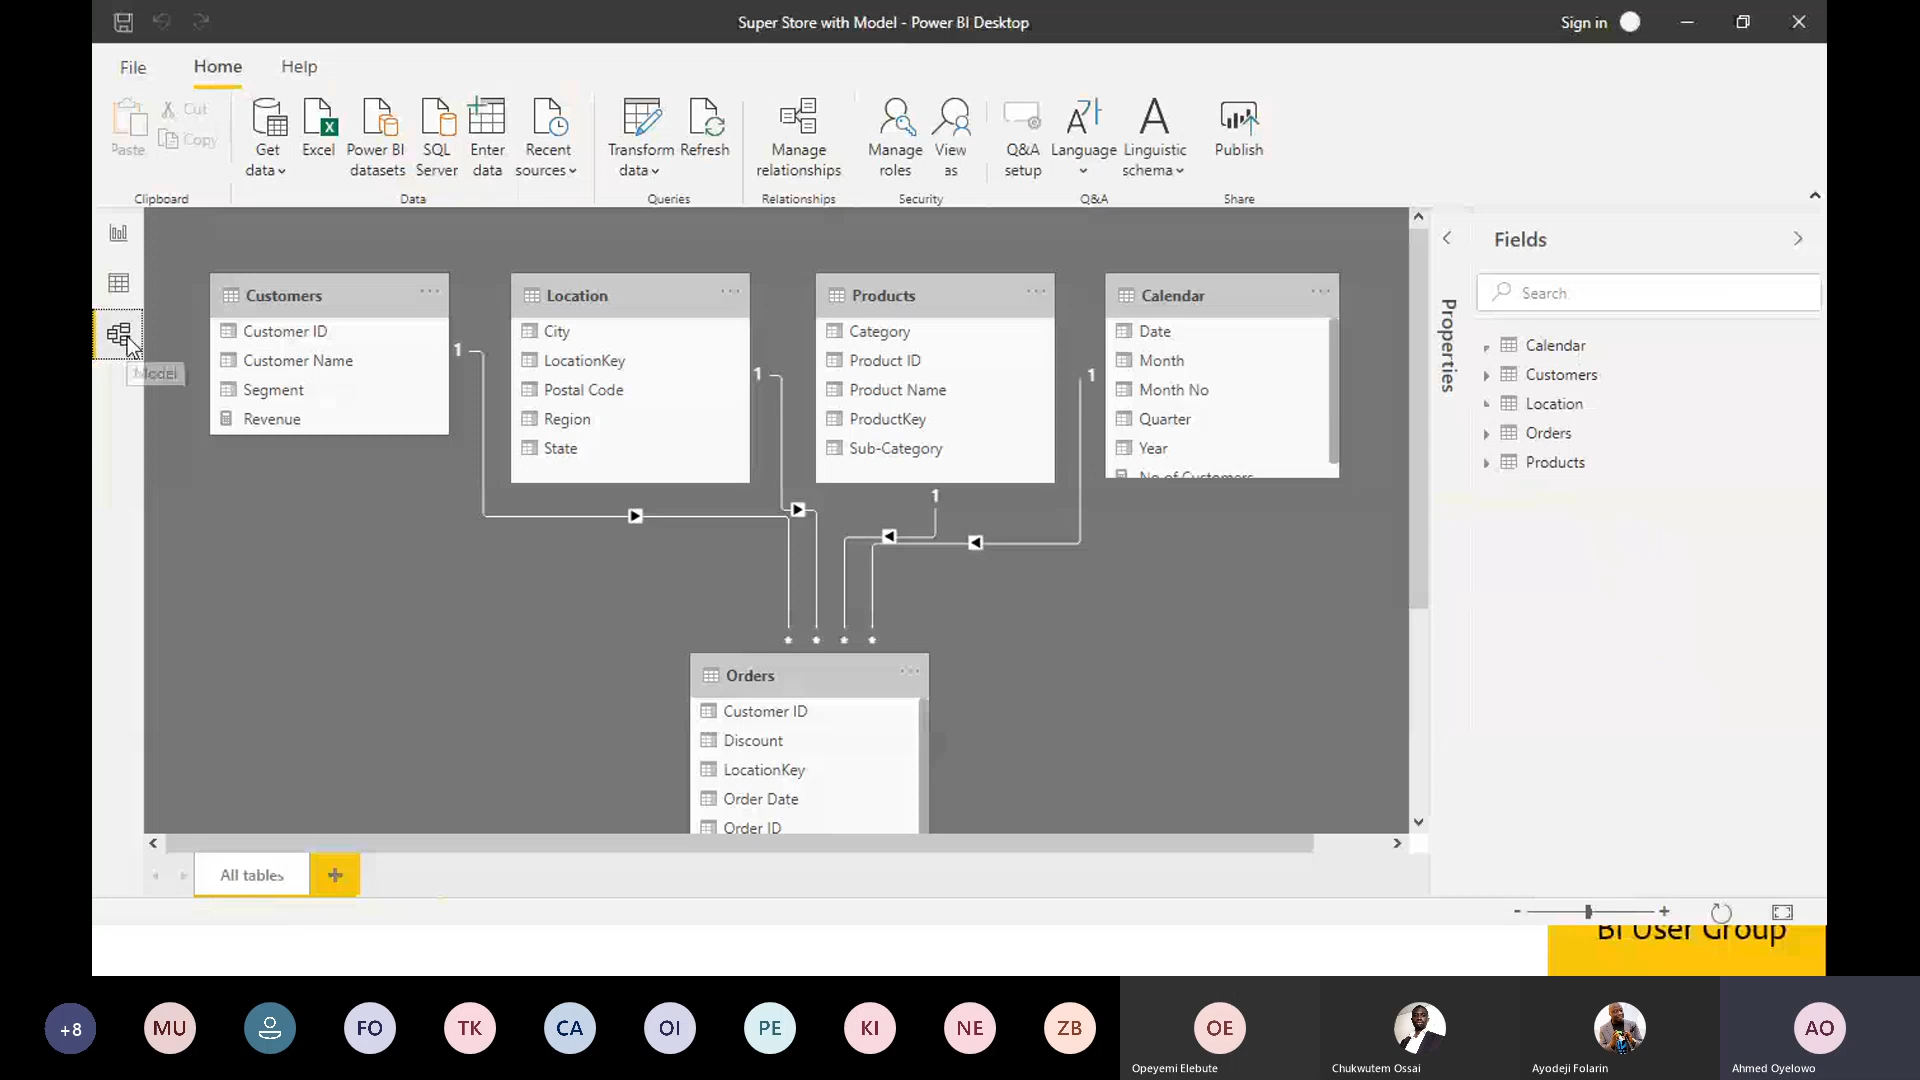 Super Store with Model - Power BI Desktop
Sign in
File Home Help
Paste
Cut
Copy
Clipboard
Get data
Excel
Power BI datasets
SQL Server
Enter data
Recent sources
Data
Transform data
Refresh
Queries
Manage relationships
Relationships
Manage roles
View as
Security
Q&A setup
Language
Linguistic schema
Q&A
Publish
Share
Model
Customers
Customer ID
Customer Name
Segment
Revenue
1
Location
City
LocationKey
Postal Code
Region
State
1
Products
Category
Product ID
Product Name
ProductKey
Sub-Category
1
Calendar
Date
Month
Month No
Quarter
Year
No of Customers
1
* * * *
Orders
Customer ID
Discount
LocationKey
Order Date
Order ID
Properties
Fields
Search
Calendar
Customers
Location
Orders
Products
All tables
BI User Group
+8
MU
FO
TK
CA
OI
PE
KI
NE
ZB
OE
Opeyemi Elebute
Chukwutem Ossai
Ayodeji Folarin
AO
Ahmed Oyelowo